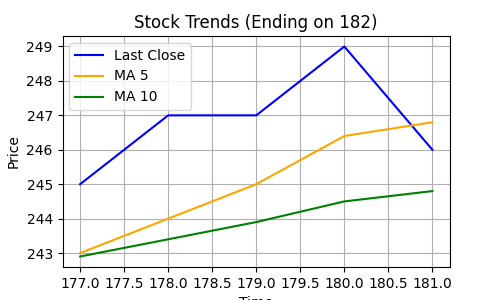 Stock Trends (Ending on 182)
249
248
247
246
245
244
243
Price
Last Close
MA 5
MA 10
177.0 177.5 178.0 178.5 179.0 179.5 180.0 180.5 181.0
Time